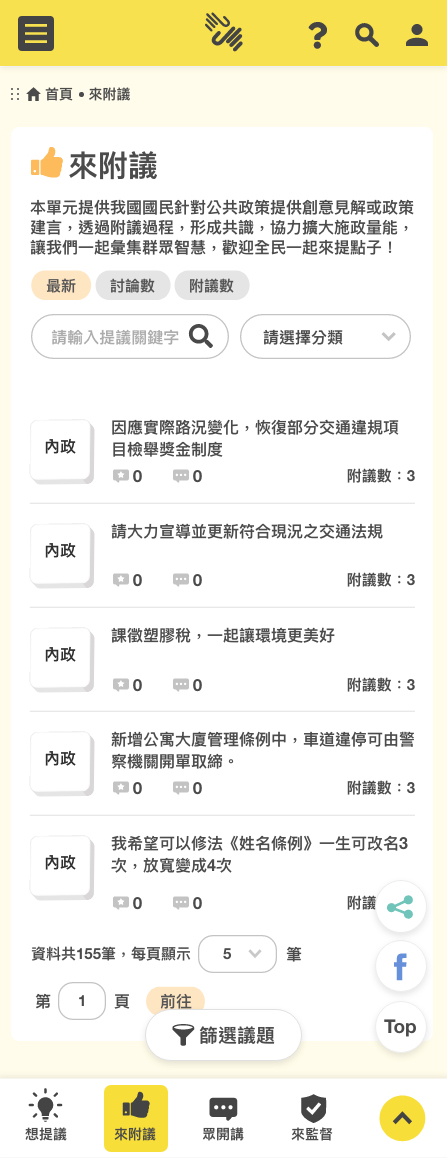 來附議
來附議
首頁 • 來附議
本單元提供我國國民針對公共政策提供創意見解或政策
建言，透過附議過程，形成共識，協力擴大施政量能，
讓我們一起彙集群眾智慧，歡迎全民一起來提點子！
最新 討論數 附議數
請輸入提議關鍵字 請選擇分類
內政
因應實際路況變化，恢復部分交通違規項
目檢舉獎金制度
0 0 附議數：3
內政
請大力宣導並更新符合現況之交通法規
0 0 附議數：3
內政
課徵塑膠稅，一起讓環境更美好
0 0 附議數：3
內政
新增公寓大廈管理條例中，車道違停可由警
察機關開單取締。
0 0 附議數：3
內政
我希望可以修法《姓名條例》一生可改名3
次，放寬變成4次
0 0 附議
資料共155筆，每頁顯示 5 筆
第 1 頁 前往
篩選議題
f
Top
想提議 來附議 眾開講 來監督